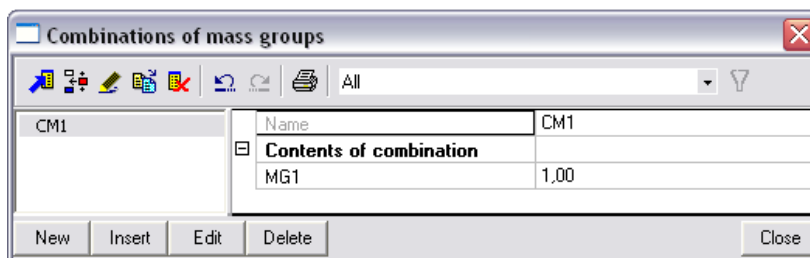 Combinations of mass groups
All
CM1
Name CM1
Contents of combination
MG1 1,00
New Insert Edit Delete Close